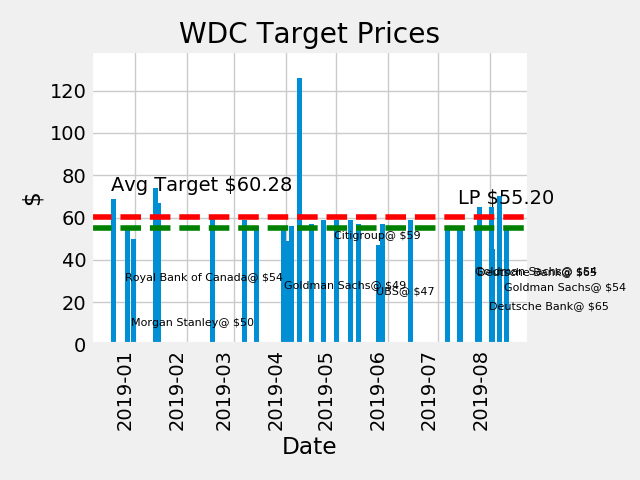 WDC Target Prices
Avg Target $60.28
LP $55.20
Citigroup@ $59
Royal Bank of Canada@ $54
Goldman Sachs@ $49
UBS@ $47
Goldman Sachs@ $54
Deutsche Bank@ $65
Morgan Stanley@ $50
$
120
100
80
60
40
20
0
2019-01
2019-02
2019-03
2019-04
2019-05
2019-06
2019-07
2019-08
Date